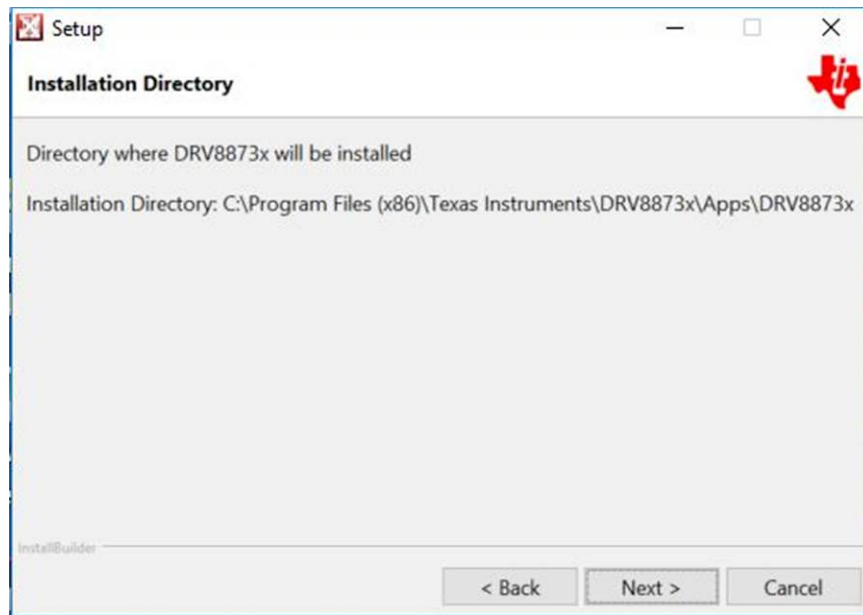 Setup
Installation Directory
Directory where DRV8873x will be installed
Installation Directory: C:\Program Files (x86)\Texas Instruments\DRV8873x\Apps\DRV8873x
InstallBuilder
< Back
Next >
Cancel